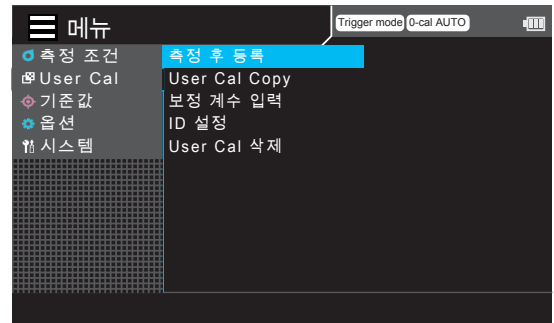 메뉴
Trigger mode 0-cal AUTO
측정 조건
User Cal
기준값
옵션
시스템
측정 후 등록
User Cal Copy
보정 계수 입력
ID 설정
User Cal 삭제